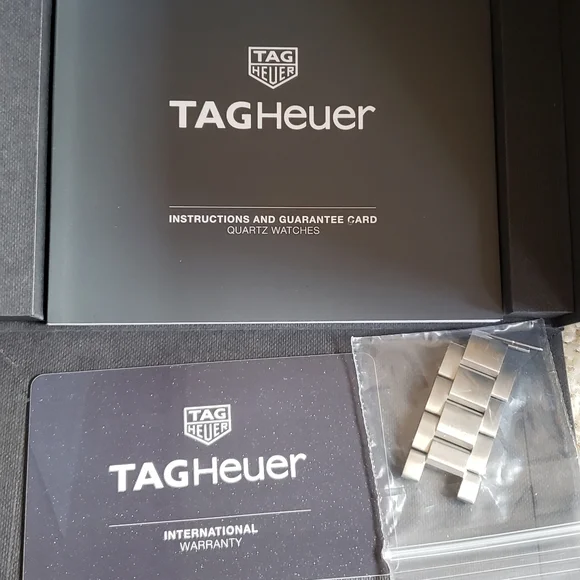 TAG
HEUER
TAGHeuer
INSTRUCTIONS AND GUARANTEE CARD
QUARTZ WATCHES
TAG
HEUER
TAGHeuer
INTERNATIONAL
WARRANTY